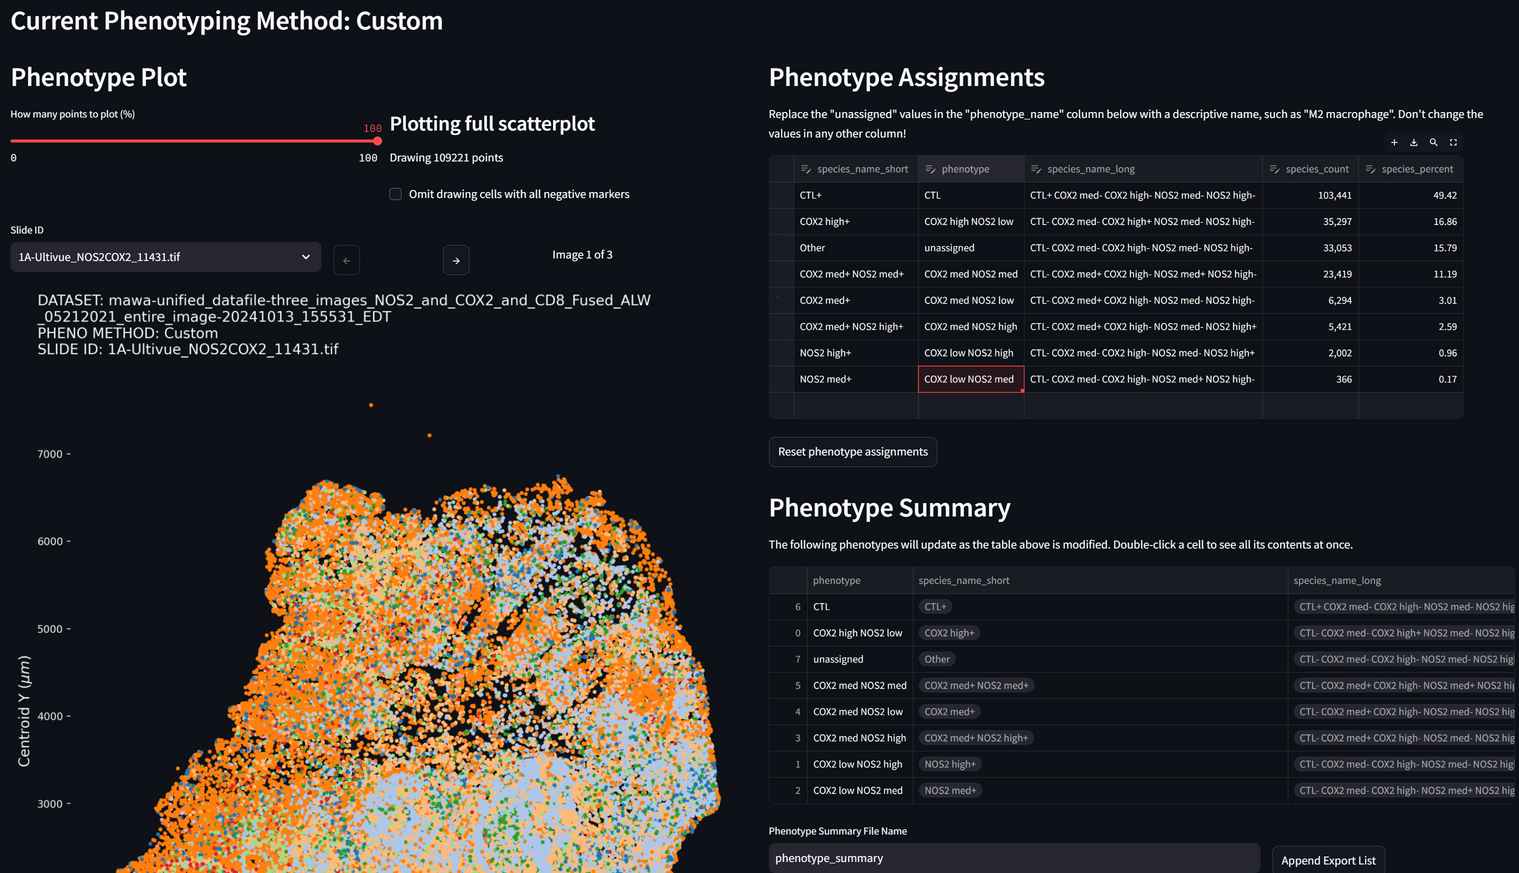 Current Phenotyping Method: Custom
Phenotype Plot
How many points to plot (%)
100
0
100
Plotting full scatterplot
Drawing 109221 points
Omit drawing cells with all negative markers
Slide ID
1A-Ultivue_NOS2COX2_11431.tif
←
→
Image 1 of 3
DATASET: mawa-unified_datafile-three_images_NOS2_and_COX2_and_CD8_Fused_ALW
_05212021_entire_image-20241013_155531_EDT
PHENO METHOD: Custom
SLIDE ID: 1A-Ultivue_NOS2COX2_11431.tif
7000
6000
5000
4000
3000
Centroid Y (μm)
Phenotype Assignments
Replace the "unassigned" values in the "phenotype_name" column below with a descriptive name, such as "M2 macrophage". Don't change the
values in any other column!
species_name_short phenotype species_name_long species_count species_percent
CTL+ CTL CTL+ COX2 med- COX2 high- NOS2 med- NOS2 high- 103,441 49.42
COX2 high+ COX2 high NOS2 low CTL- COX2 med- COX2 high+ NOS2 med- NOS2 high- 35,297 16.86
Other unassigned CTL- COX2 med- COX2 high- NOS2 med- NOS2 high- 33,053 15.79
COX2 med+ NOS2 med+ COX2 med NOS2 med CTL- COX2 med+ COX2 high- NOS2 med+ NOS2 high- 23,419 11.19
COX2 med+ COX2 med NOS2 low CTL- COX2 med+ COX2 high- NOS2 med- NOS2 high- 6,294 3.01
COX2 med+ NOS2 high+ COX2 med NOS2 high CTL- COX2 med+ COX2 high- NOS2 med- NOS2 high+ 5,421 2.59
NOS2 high+ COX2 low NOS2 high CTL- COX2 med- COX2 high- NOS2 med- NOS2 high+ 2,002 0.96
NOS2 med+ COX2 low NOS2 med CTL- COX2 med- COX2 high- NOS2 med+ NOS2 high- 366 0.17
Reset phenotype assignments
Phenotype Summary
The following phenotypes will update as the table above is modified. Double-click a cell to see all its contents at once.
phenotype species_name_short species_name_long
6 CTL CTL+ CTL+ COX2 med- COX2 high- NOS2 med- NOS2 hig
0 COX2 high NOS2 low COX2 high+ CTL- COX2 med- COX2 high+ NOS2 med- NOS2 hig
7 unassigned Other CTL- COX2 med- COX2 high- NOS2 med- NOS2 hig
5 COX2 med NOS2 med COX2 med+ NOS2 med+ CTL- COX2 med+ COX2 high- NOS2 med+ NOS2 hig
4 COX2 med NOS2 low COX2 med+ CTL- COX2 med+ COX2 high- NOS2 med- NOS2 hig
3 COX2 med NOS2 high COX2 med+ NOS2 high+ CTL- COX2 med+ COX2 high- NOS2 med- NOS2 hig
1 COX2 low NOS2 high NOS2 high+ CTL- COX2 med- COX2 high- NOS2 med- NOS2 hig
2 COX2 low NOS2 med NOS2 med+ CTL- COX2 med- COX2 high- NOS2 med+ NOS2 hig
Phenotype Summary File Name
phenotype_summary
Append Export List